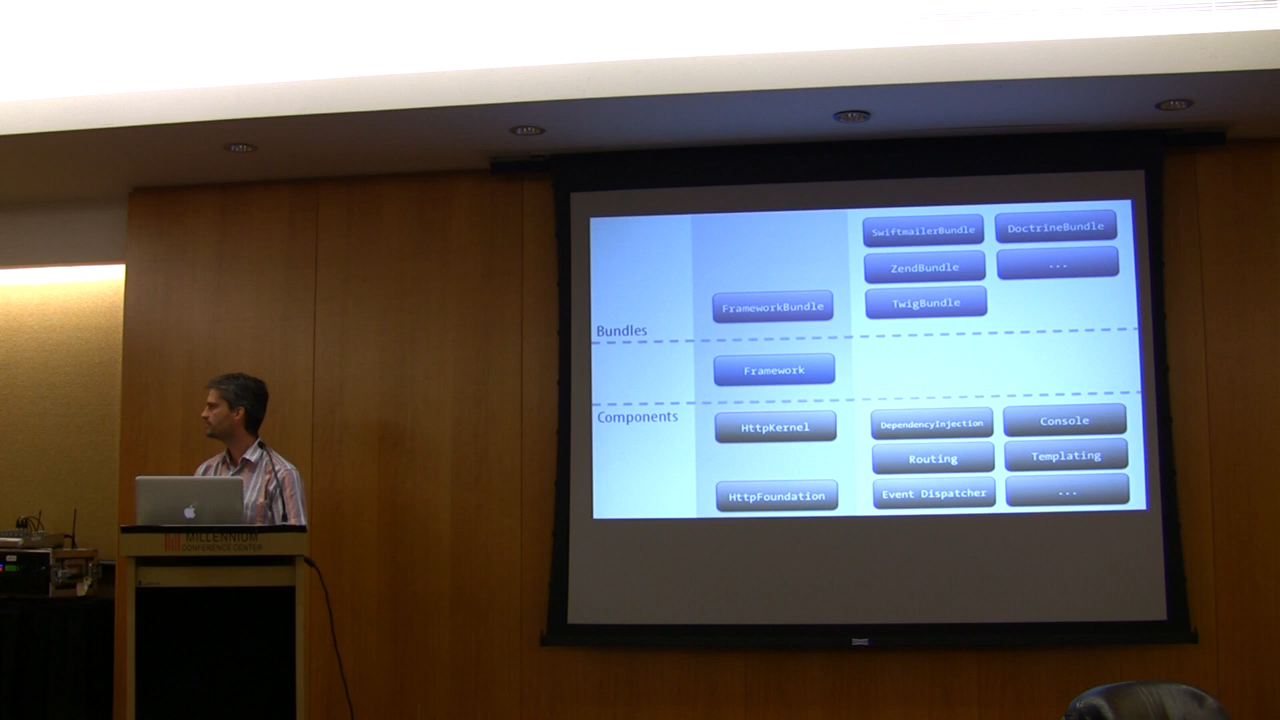 SwiftmailerBundle
DoctrineBundle
ZendBundle
...
FrameworkBundle
TwigBundle
Bundles
Framework
Components
HttpKernel
DependencyInjection
Console
Routing
Templating
HttpFoundation
Event Dispatcher
...
MILLENNIUM
CONFERENCE CENTER